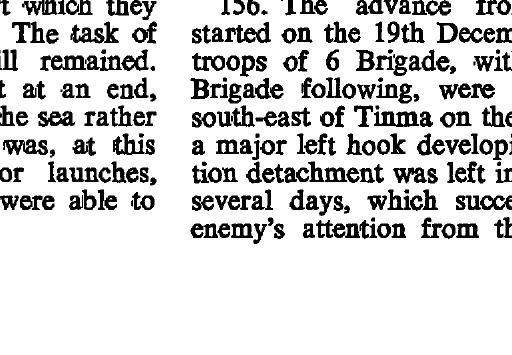 t which they
The task of
ll remained.
t at an end,
he sea rather
was, at this
or launches,
were able to
156. The advance fro
started on the 19th Decem
troops of 6 Brigade, wit
Brigade following, were
south-east of Tinma on the
a major left hook developi
tion detachment was left in
several days, which succe
enemy's attention from th